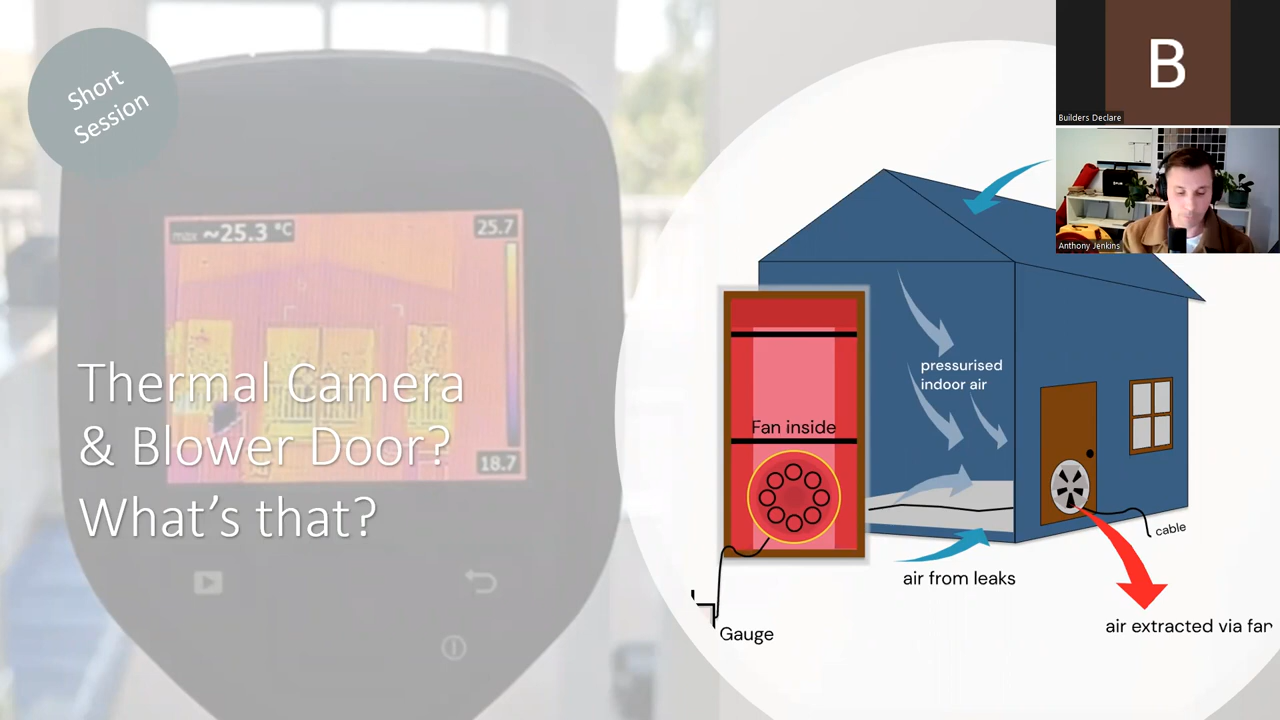 Short
Session
max ~25.3 °C
25.7
18.7
Thermal Camera
& Blower Door?
What's that?
Fan inside
Gauge
pressurised
indoor air
air from leaks
cable
air extracted via fan
B
Builders Declare
Anthony Jenkins